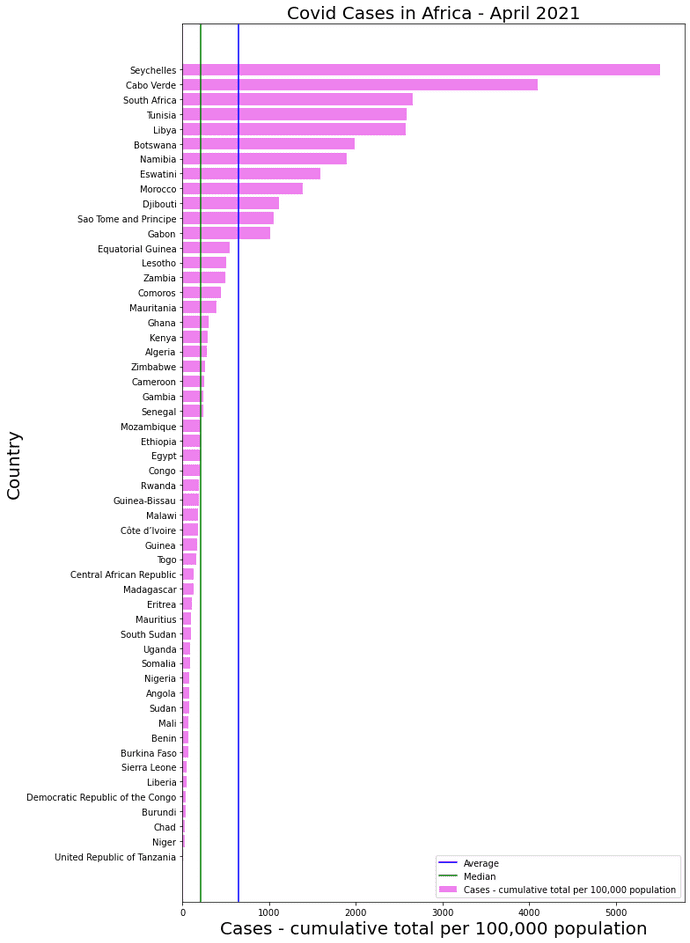 Covid Cases in Africa - April 2021
Country
Seychelles
Cabo Verde
South Africa
Tunisia
Libya
Botswana
Namibia
Eswatini
Morocco
Djibouti
Sao Tome and Principe
Gabon
Equatorial Guinea
Lesotho
Zambia
Comoros
Mauritania
Ghana
Kenya
Algeria
Zimbabwe
Cameroon
Gambia
Senegal
Mozambique
Ethiopia
Egypt
Congo
Rwanda
Guinea-Bissau
Malawi
Côte d’Ivoire
Guinea
Togo
Central African Republic
Madagascar
Eritrea
Mauritius
South Sudan
Uganda
Somalia
Nigeria
Angola
Sudan
Mali
Benin
Burkina Faso
Sierra Leone
Liberia
Democratic Republic of the Congo
Burundi
Chad
Niger
United Republic of Tanzania
Average
Median
Cases - cumulative total per 100,000 population
0 1000 2000 3000 4000 5000
Cases - cumulative total per 100,000 population